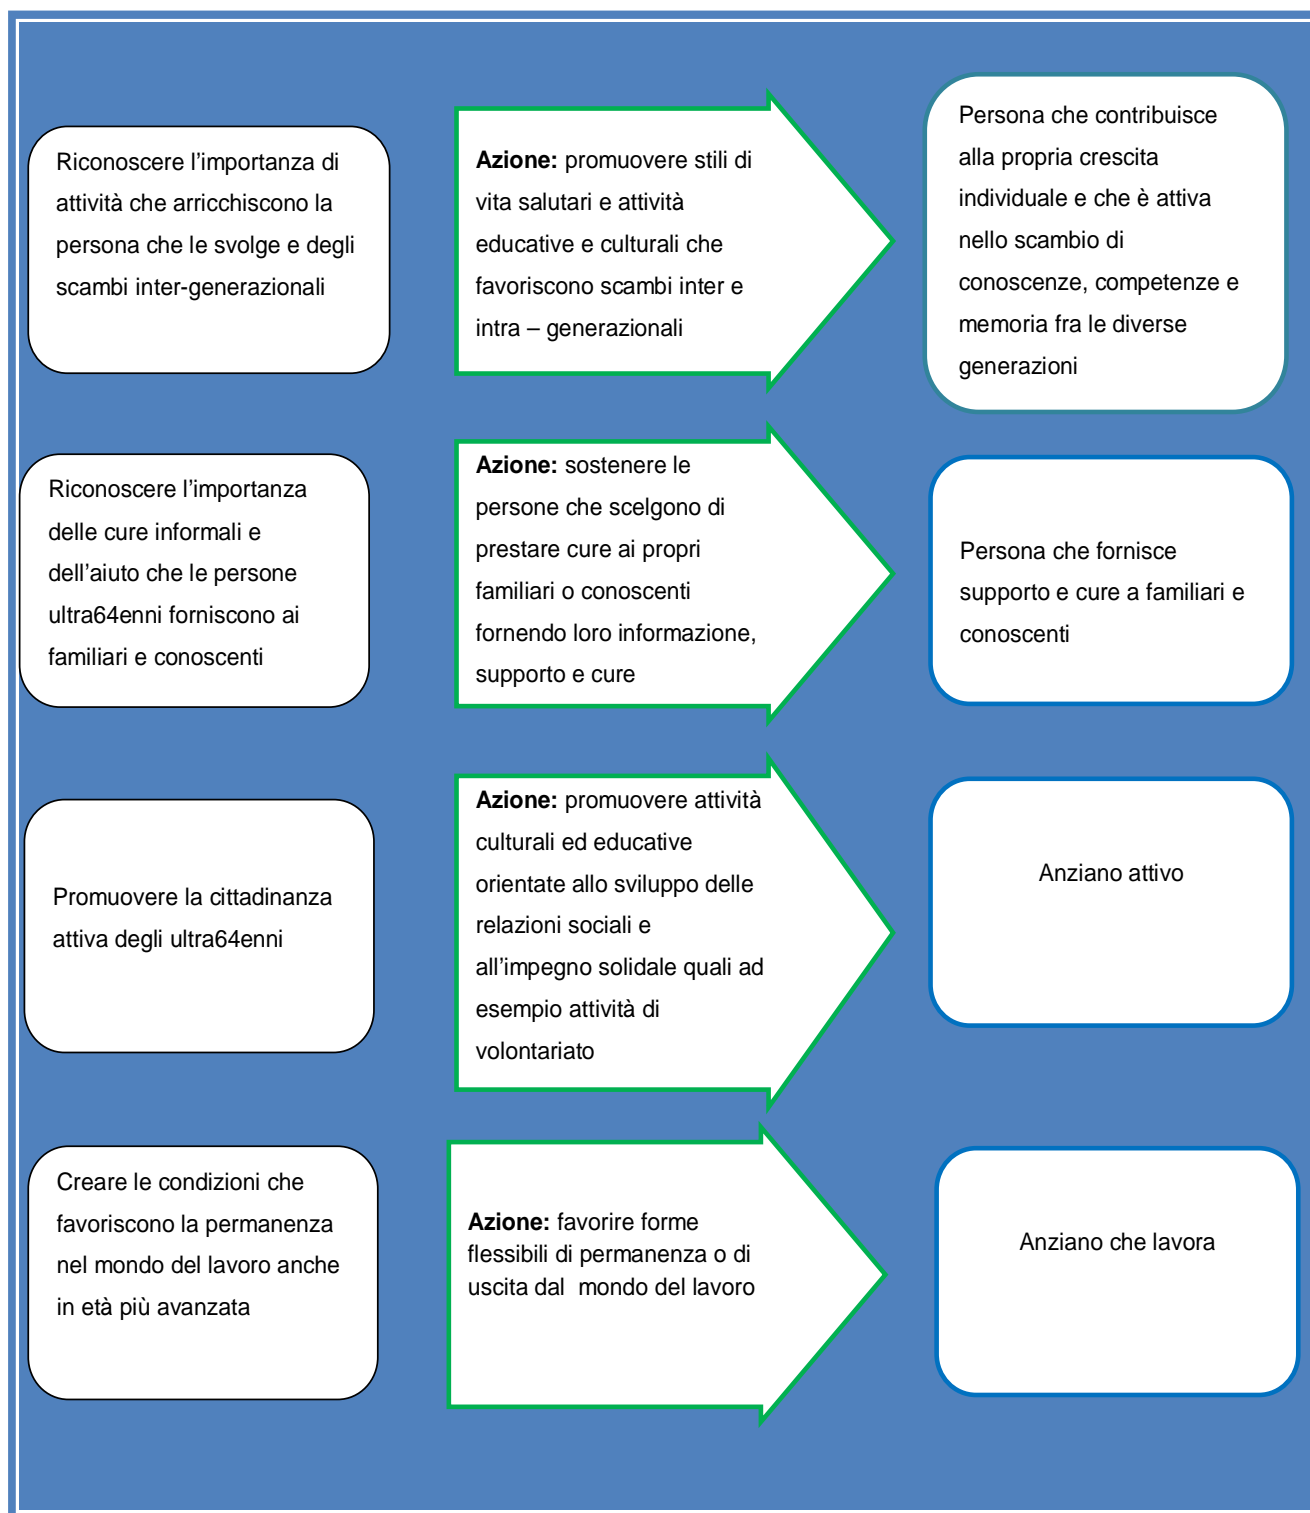 Riconoscere l’importanza di
attività che arricchiscono la
persona che le svolge e degli
scambi inter-generazionali
Azione: promuovere stili di
vita salutari e attività
educative e culturali che
favoriscono scambi inter e
intra – generazionali
Persona che contribuisce
alla propria crescita
individuale e che è attiva
nello scambio di
conoscenze, competenze e
memoria fra le diverse
generazioni
Riconoscere l’importanza
delle cure informali e
dell’aiuto che le persone
ultra64enni forniscono ai
familiari e conoscenti
Azione: sostenere le
persone che scelgono di
prestare cure ai propri
familiari o conoscenti
fornendo loro informazione,
supporto e cure
Persona che fornisce
supporto e cure a familiari e
conoscenti
Promuovere la cittadinanza
attiva degli ultra64enni
Azione: promuovere attività
culturali ed educative
orientate allo sviluppo delle
relazioni sociali e
all’impegno solidale quali ad
esempio attività di
volontariato
Anziano attivo
Creare le condizioni che
favoriscono la permanenza
nel mondo del lavoro anche
in età più avanzata
Azione: favorire forme
flessibili di permanenza o di
uscita dal  mondo del lavoro
Anziano che lavora